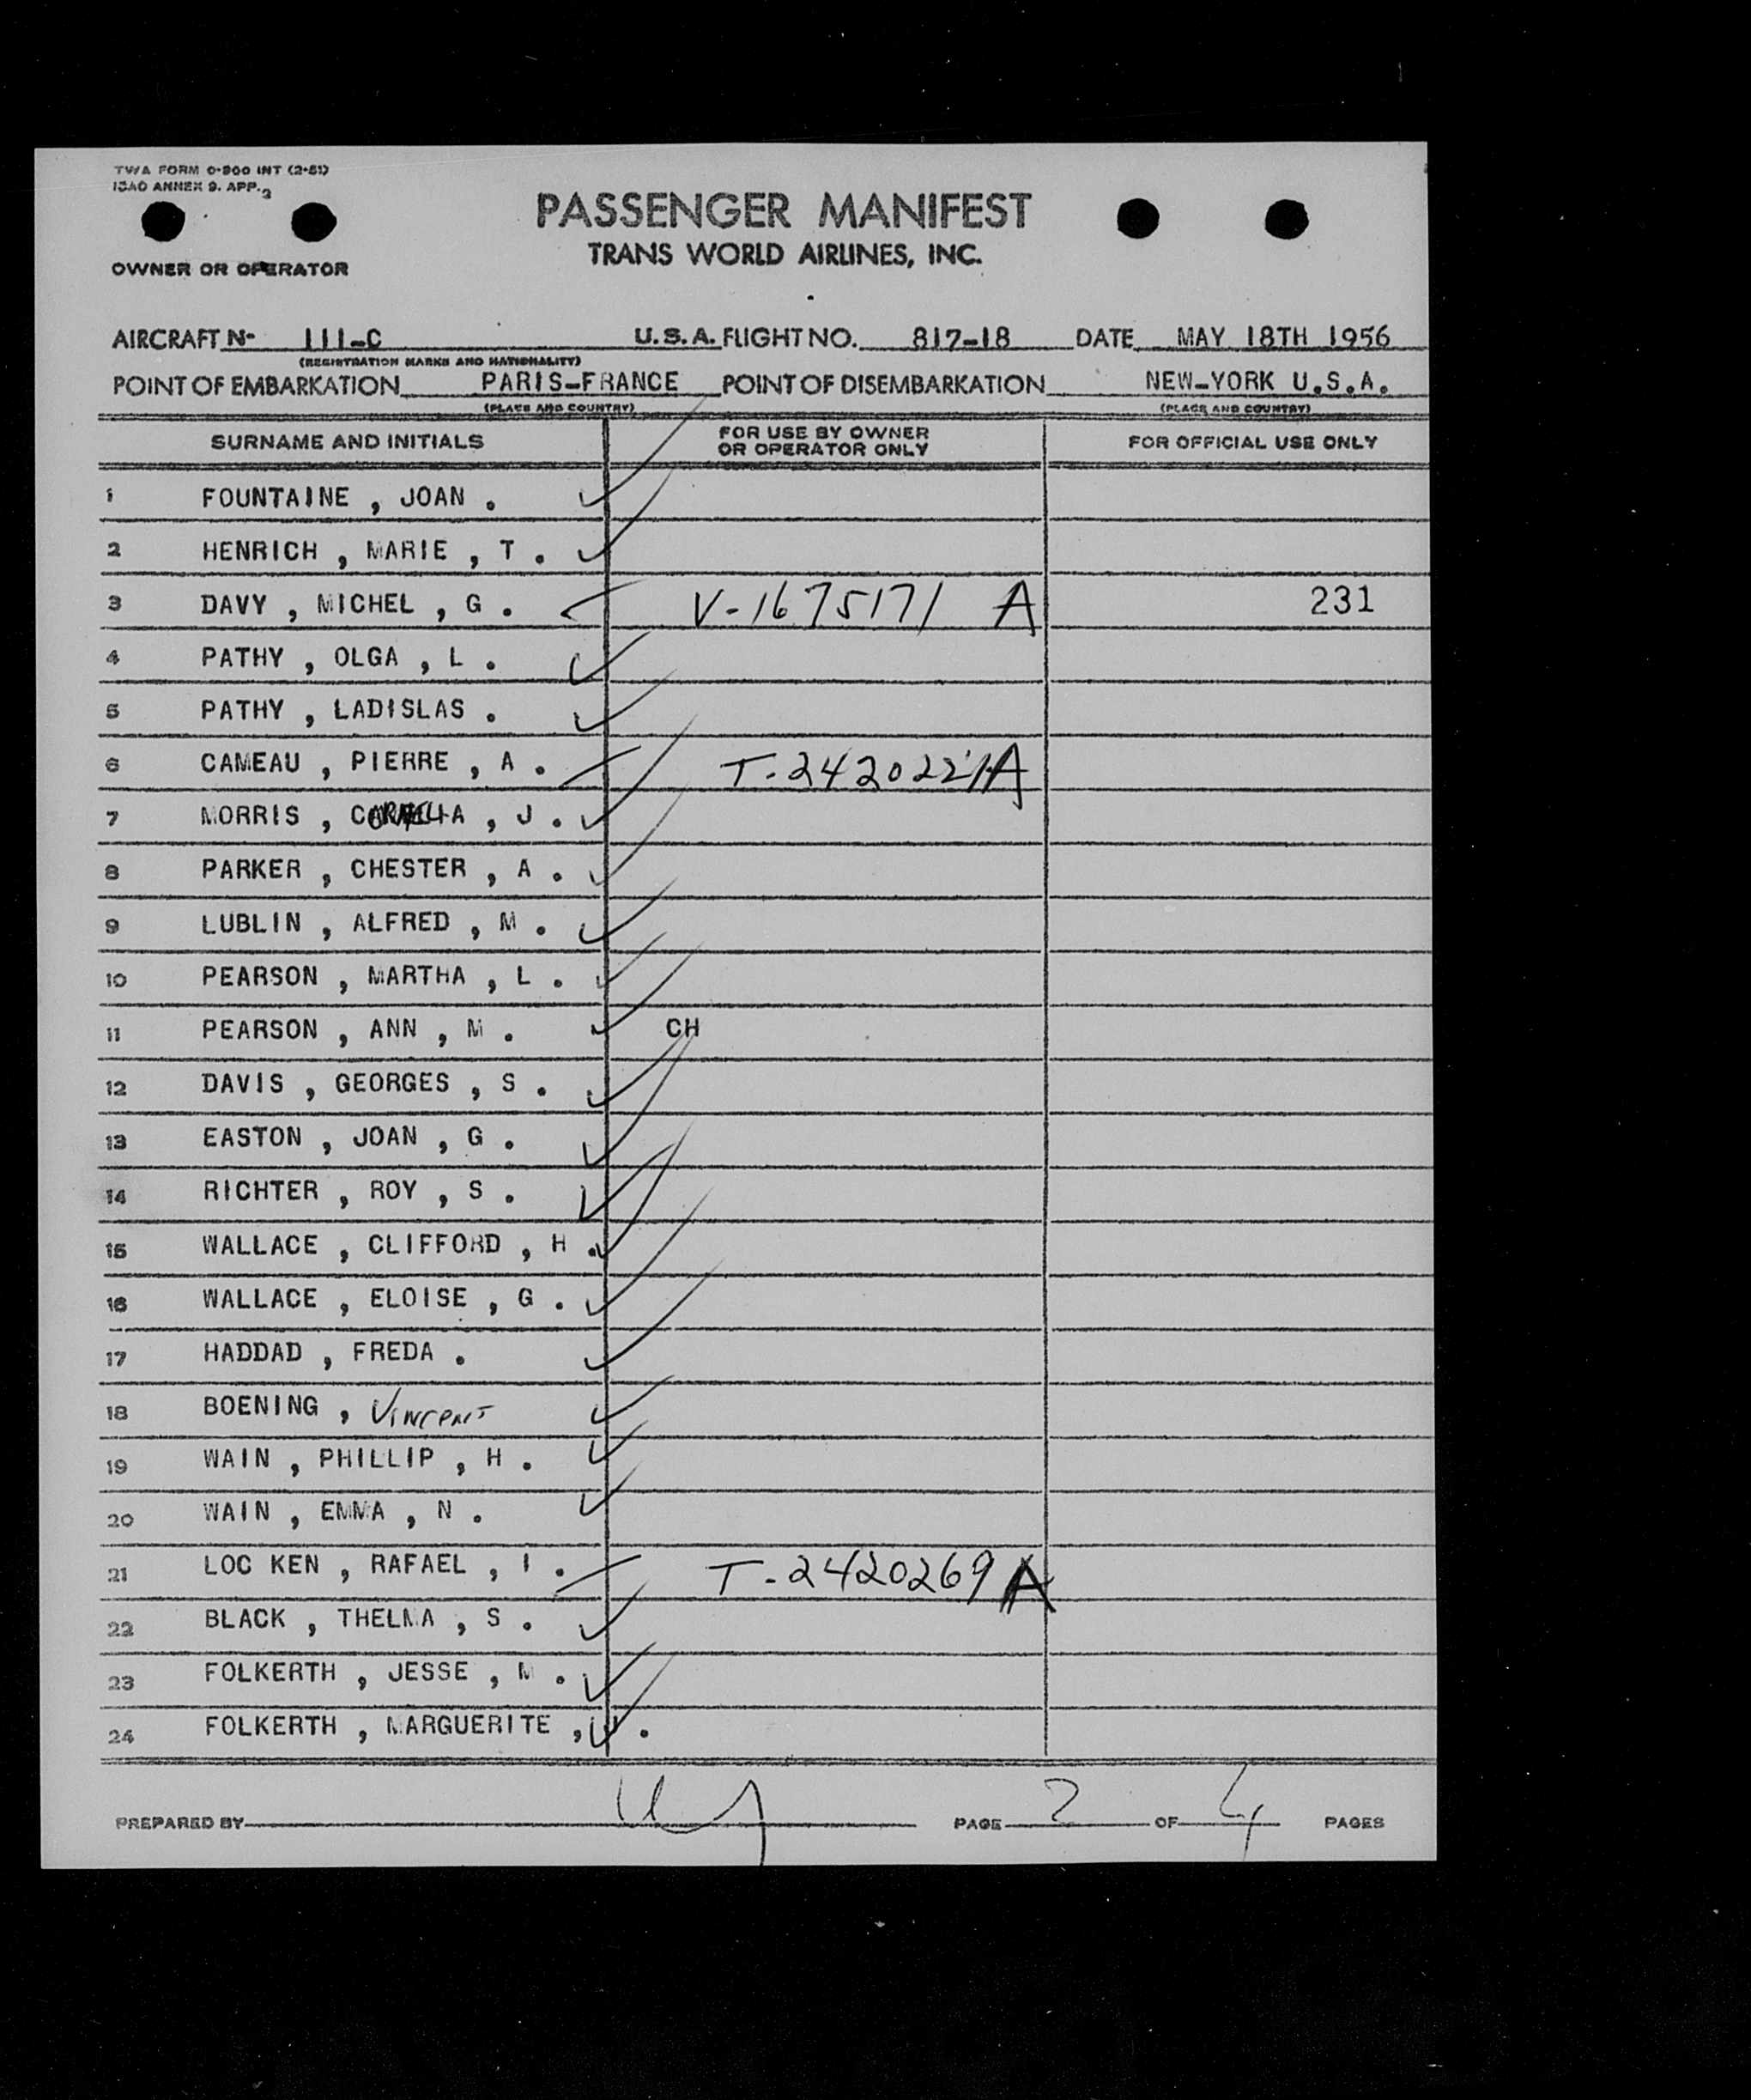 TWA FORM 0-900 INT (2-51)
ICAO ANNEX 9. APP. 2
PASSENGER MANIFEST
TRANS WORLD AIRLINES, INC.
OWNER OR OPERATOR
AIRCRAFT Nº 111-C U.S.A. FLIGHT NO. 817-18 DATE MAY 18TH 1956
(REGISTRATION MARKS AND NATIONALITY)
POINT OF EMBARKATION PARIS-FRANCE POINT OF DISEMBARKATION NEW-YORK U.S.A.
(PLACE AND COUNTRY) (PLACE AND COUNTRY)
SURNAME AND INITIALS FOR USE BY OWNER OR OPERATOR ONLY FOR OFFICIAL USE ONLY
1 FOUNTAINE , JOAN .
2 HENRICH , MARIE , T .
3 DAVY , MICHEL , G . V-1675171 A 231
4 PATHY , OLGA , L .
5 PATHY , LADISLAS .
6 CAMEAU , PIERRE , A . T-2420221 A
7 MORRIS , , J .
8 PARKER , CHESTER , A .
9 LUBLIN , ALFRED , M .
10 PEARSON , MARTHA , L .
11 PEARSON , ANN , M . CH
12 DAVIS , GEORGES , S .
13 EASTON , JOAN , G .
14 RICHTER , ROY , S .
15 WALLACE , CLIFFORD , H .
16 WALLACE , ELOISE , G .
17 HADDAD , FREDA .
18 BOENING , VINCENT
19 WAIN , PHILLIP , H .
20 WAIN , EMMA , N .
21 LOC KEN , RAFAEL , I . T-2420269 A
22 BLACK , THELMA , S .
23 FOLKERTH , JESSE , M .
24 FOLKERTH , MARGUERITE , .
PREPARED BY PAGE 2 OF 4 PAGES